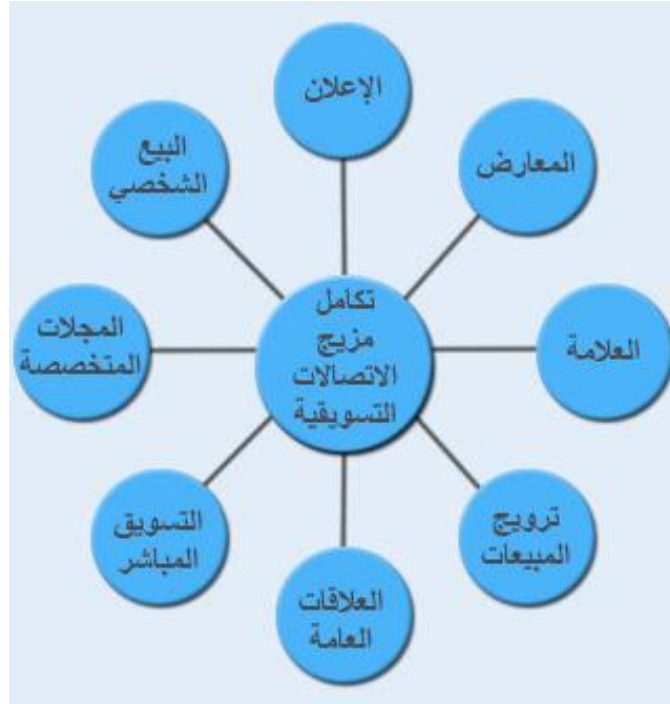 الإعلان
المعارض
البيع
الشخصي
العلامة
تكامل
مزيج
الاتصالات
التسويقية
المجلات
المتخصصة
ترويج
المبيعات
التسويق
المباشر
العلاقات
العامة